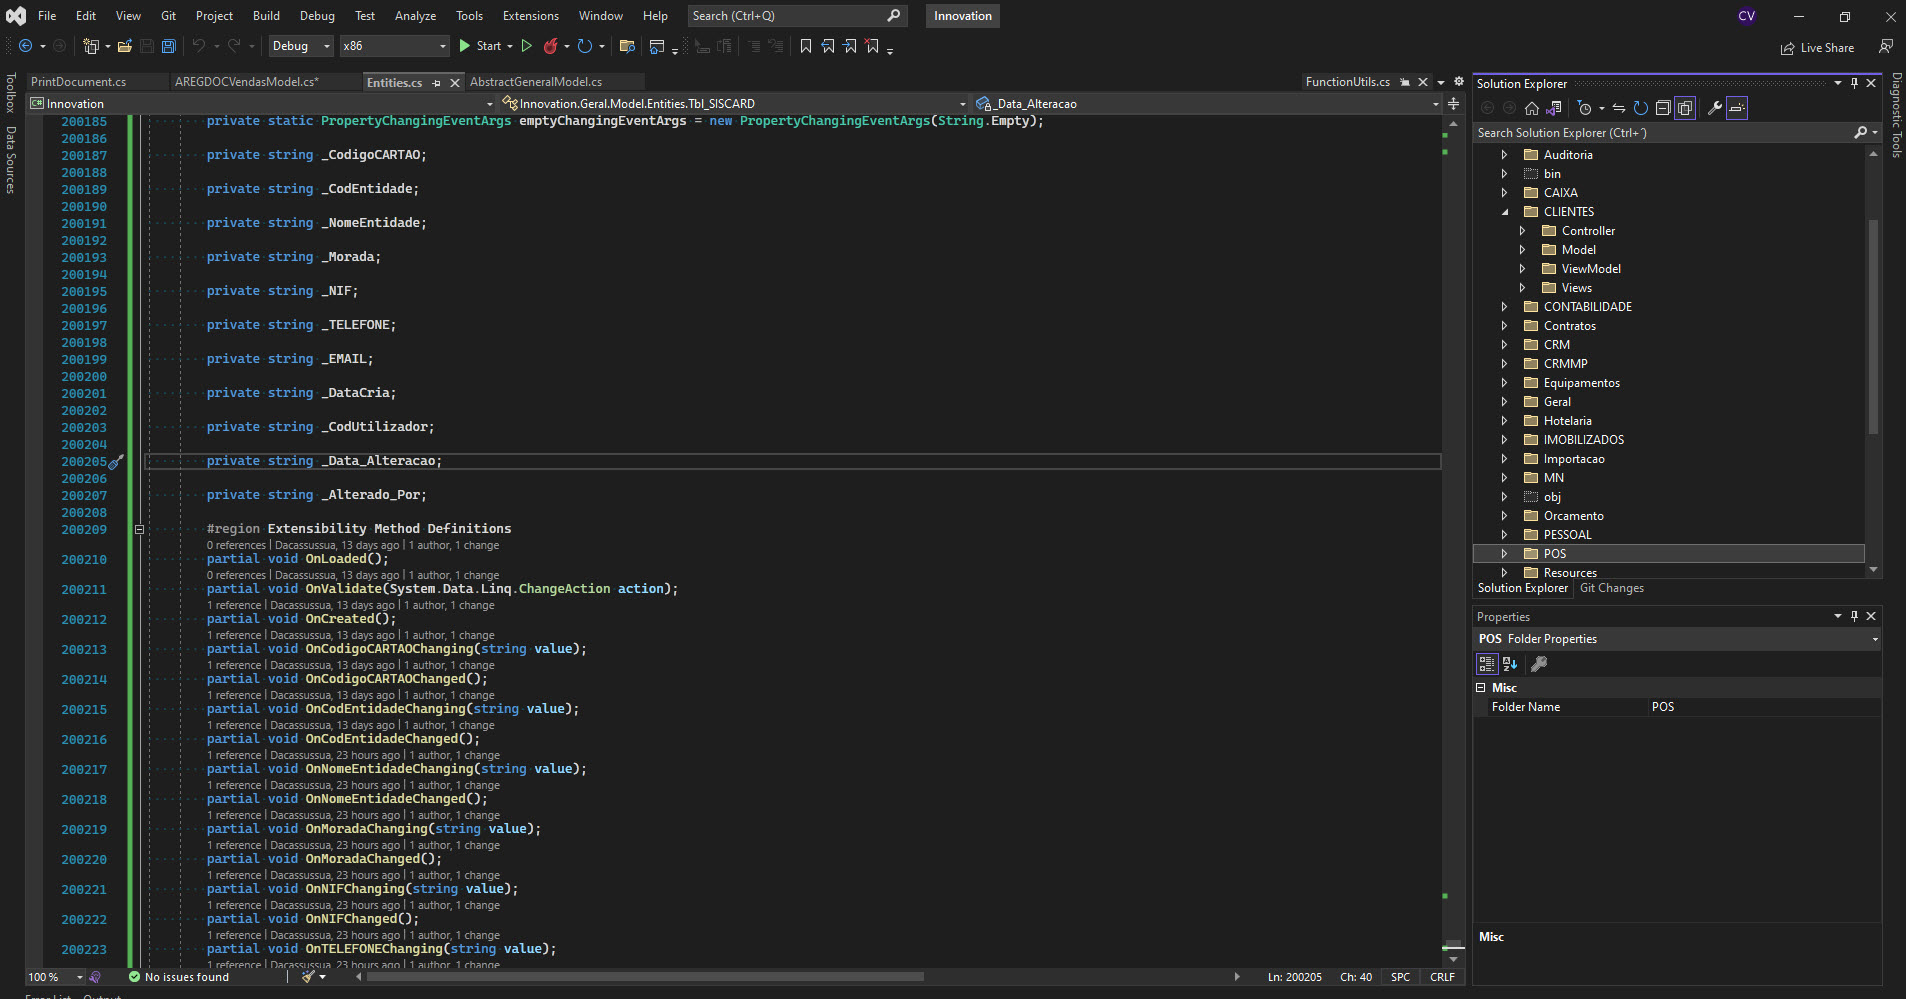 File Edit View Git Project Build Debug Test Analyze Tools Extensions Window Help Search (Ctrl+Q) Innovation CV
Debug x86 Start Live Share
PrintDocument.cs AREGDOCVendasModel.cs* Entities.cs AbstractGeneralModel.cs FunctionUtils.cs
Innovation Innovation.Geral.Model.Entities.Tbl_SISCARD _Data_Alteracao
Toolbox
Data Sources
200185 private static PropertyChangingEventArgs emptyChangingEventArgs = new PropertyChangingEventArgs(String.Empty);
200186
200187 private string _CodigoCARTAO;
200188
200189 private string _CodEntidade;
200190
200191 private string _NomeEntidade;
200192
200193 private string _Morada;
200194
200195 private string _NIF;
200196
200197 private string _TELEFONE;
200198
200199 private string _EMAIL;
200200
200201 private string _DataCria;
200202
200203 private string _CodUtilizador;
200204
200205 private string _Data_Alteracao;
200206
200207 private string _Alterado_Por;
200208
200209 #region Extensibility Method Definitions
0 references | Dacassussua, 13 days ago | 1 author, 1 change
200210 partial void OnLoaded();
0 references | Dacassussua, 13 days ago | 1 author, 1 change
200211 partial void OnValidate(System.Data.Linq.ChangeAction action);
1 reference | Dacassussua, 13 days ago | 1 author, 1 change
200212 partial void OnCreated();
1 reference | Dacassussua, 13 days ago | 1 author, 1 change
200213 partial void OnCodigoCARTAOChanging(string value);
1 reference | Dacassussua, 13 days ago | 1 author, 1 change
200214 partial void OnCodigoCARTAOChanged();
1 reference | Dacassussua, 13 days ago | 1 author, 1 change
200215 partial void OnCodEntidadeChanging(string value);
1 reference | Dacassussua, 13 days ago | 1 author, 1 change
200216 partial void OnCodEntidadeChanged();
1 reference | Dacassussua, 23 hours ago | 1 author, 1 change
200217 partial void OnNomeEntidadeChanging(string value);
1 reference | Dacassussua, 23 hours ago | 1 author, 1 change
200218 partial void OnNomeEntidadeChanged();
1 reference | Dacassussua, 23 hours ago | 1 author, 1 change
200219 partial void OnMoradaChanging(string value);
1 reference | Dacassussua, 23 hours ago | 1 author, 1 change
200220 partial void OnMoradaChanged();
1 reference | Dacassussua, 23 hours ago | 1 author, 1 change
200221 partial void OnNIFChanging(string value);
1 reference | Dacassussua, 23 hours ago | 1 author, 1 change
200222 partial void OnNIFChanged();
1 reference | Dacassussua, 23 hours ago | 1 author, 1 change
200223 partial void OnTELEFONEChanging(string value);
1 reference | Dacassussua, 23 hours ago | 1 author, 1 change
100 % No issues found Ln: 200205 Ch: 40 SPC CRLF
Error List Output
Solution Explorer
Search Solution Explorer (Ctrl+´)
Auditoria
bin
CAIXA
CLIENTES
Controller
Model
ViewModel
Views
CONTABILIDADE
Contratos
CRM
CRMMP
Equipamentos
Geral
Hotelaria
IMOBILIZADOS
Importacao
MN
obj
Orcamento
PESSOAL
POS
Resources
Solution Explorer Git Changes
Properties
POS Folder Properties
Misc
Folder Name POS
Misc
Diagnostic Tools